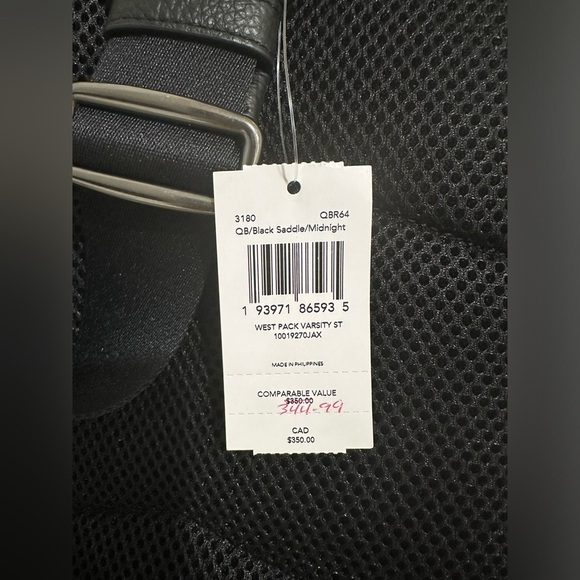 3180 QBR64
QB/Black Saddle/Midnight
1 93971 86593 5
WEST PACK VARSITY ST
10019270JAX
MADE IN PHILIPPINES
COMPARABLE VALUE
$350.00
344.99
CAD
$350.00